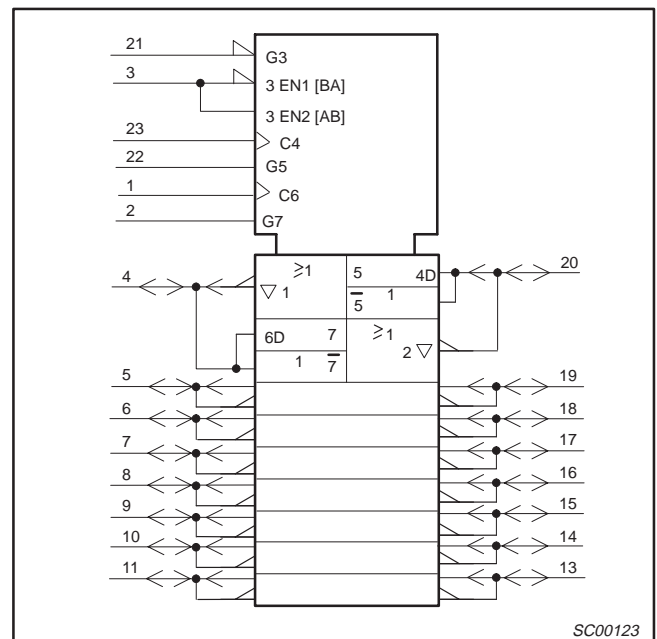 21 G3
3 3 EN1 [BA]
3 EN2 [AB]
23 C4
22 G5
1 C6
2 G7
4 ≥1 5 4D 20
▽ 1 5̅ 1
6D 7 ≥1
1 7̅ 2 ▽
5 19
6 18
7 17
8 16
9 15
10 14
11 13
SC00123